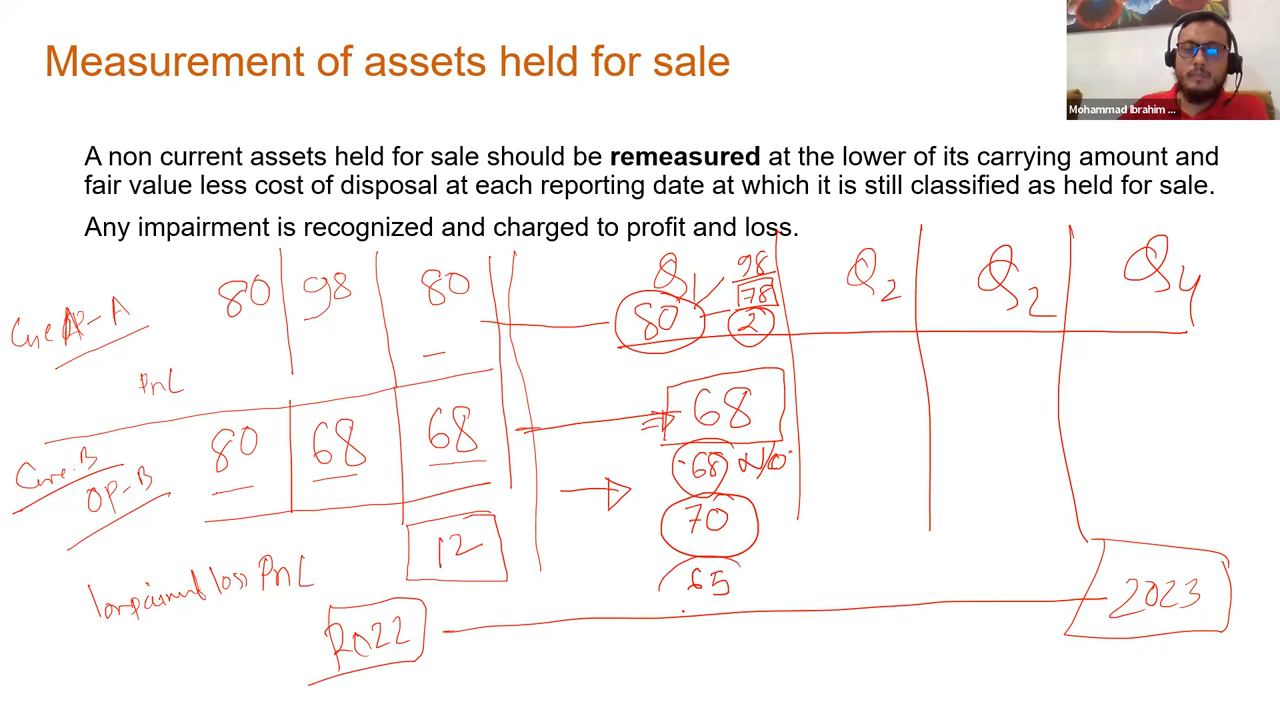 Measurement of assets held for sale
Mohammad Ibrahim ...
A non current assets held for sale should be remeasured at the lower of its carrying amount and
fair value less cost of disposal at each reporting date at which it is still classified as held for sale.
Any impairment is recognized and charged to profit and loss.
80 98 80
Q1 98
78
80 2
Q2 Q2 Q4
OP-A
PnL
80 68 68
68
Cure.B
OP-B
68 N/O
70
12
65
Impairment loss PnL
2022
2023